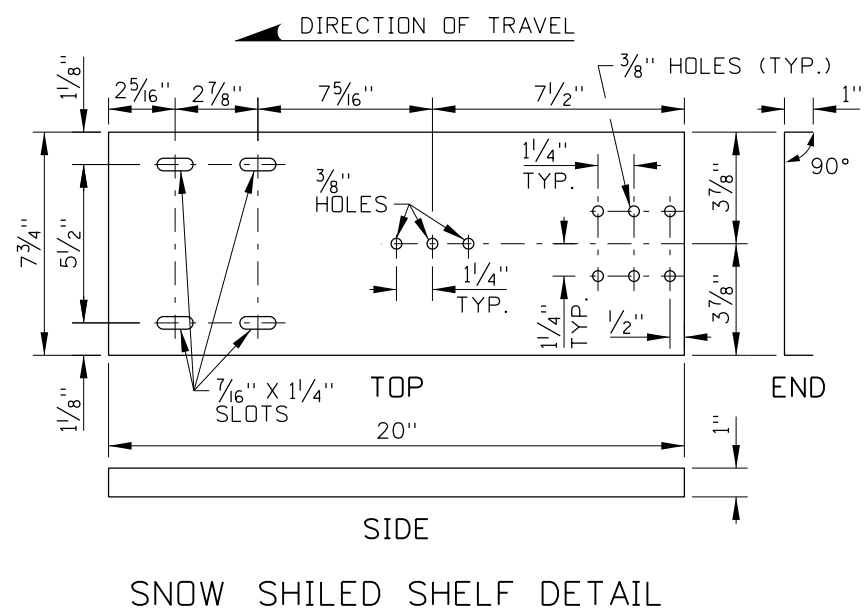 DIRECTION OF TRAVEL
1 1/8"
2 5/16"
2 7/8"
7 5/16"
7 1/2"
3/8" HOLES (TYP.)
1"
90°
7 3/4"
5 1/2"
3/8"
HOLES
1 1/4"
TYP.
1 1/4"
TYP.
1 1/4"
TYP.
1/2"
3 7/8"
3 7/8"
1 1/8"
7/16" X 1 1/4"
SLOTS
TOP
END
20"
1"
SIDE
SNOW SHILED SHELF DETAIL